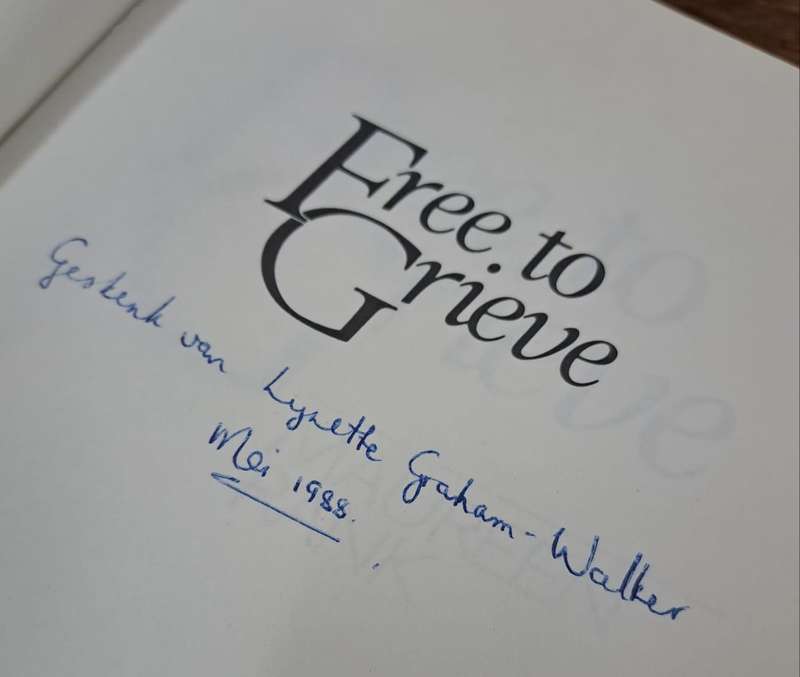 Free to
Grieve
Geskenk van Lynette Graham-Walker
Mei 1988.